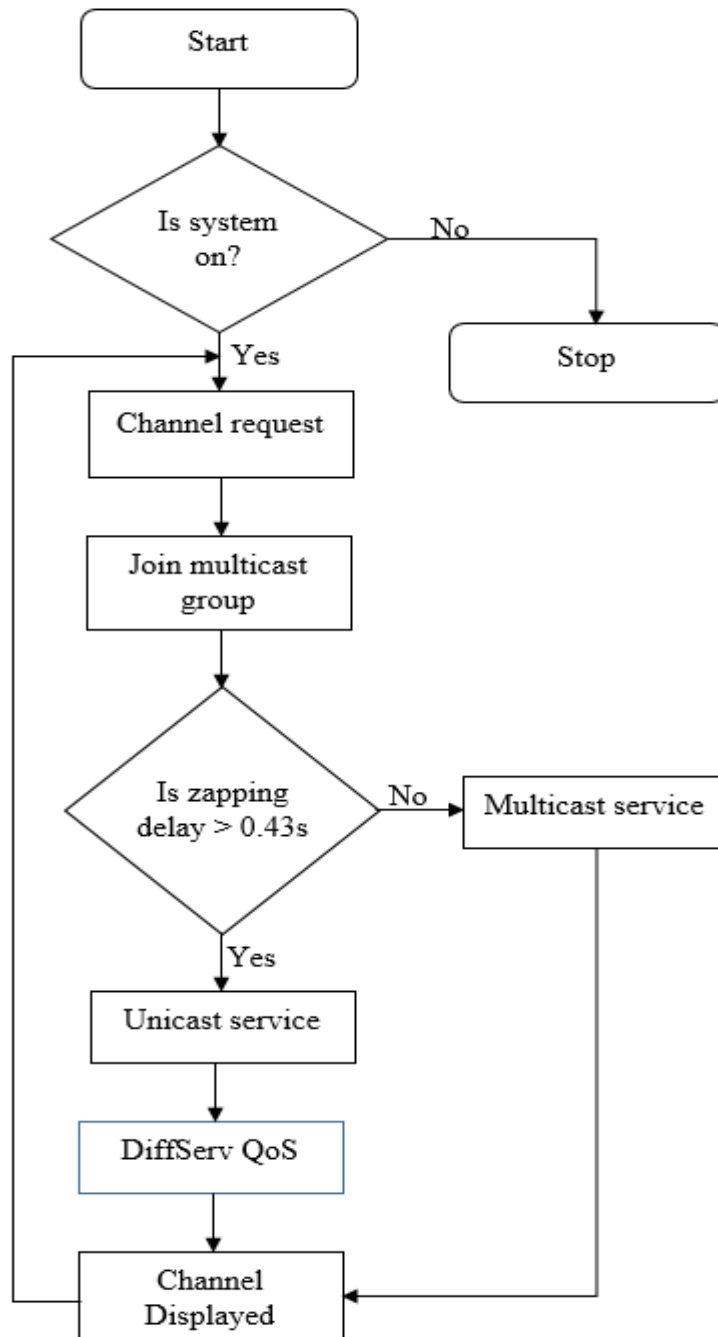 Start
Is system
on?
No
Stop
Yes
Channel request
Join multicast
group
Is zapping
delay > 0.43s
No
Multicast service
Yes
Unicast service
DiffServ QoS
Channel
Displayed